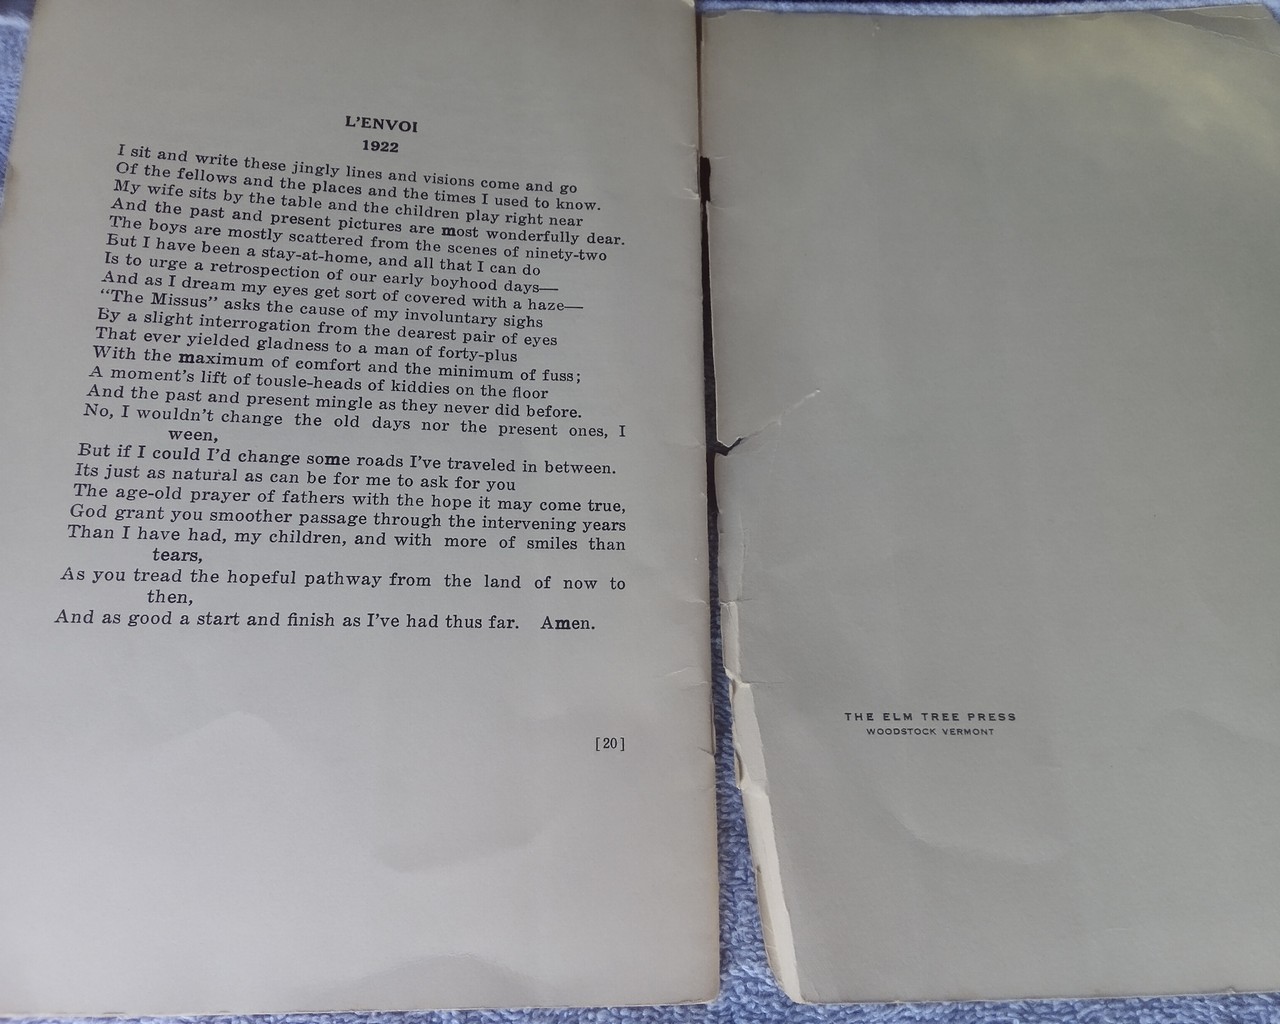 L'ENVOI
1922
I sit and write these jingly lines and visions come and go
Of the fellows and the places and the times I used to know.
My wife sits by the table and the children play right near
And the past and present pictures are most wonderfully dear.
The boys are mostly scattered from the scenes of ninety-two
But I have been a stay-at-home, and all that I can do
Is to urge a retrospection of our early boyhood days—
And as I dream my eyes get sort of covered with a haze—
"The Missus" asks the cause of my involuntary sighs
By a slight interrogation from the dearest pair of eyes
That ever yielded gladness to a man of forty-plus
With the maximum of comfort and the minimum of fuss;
A moment's lift of tousle-heads of kiddies on the floor
And the past and present mingle as they never did before.
No, I wouldn't change the old days nor the present ones, I
ween,
But if I could I'd change some roads I've traveled in between.
Its just as natural as can be for me to ask for you
The age-old prayer of fathers with the hope it may come true,
God grant you smoother passage through the intervening years
Than I have had, my children, and with more of smiles than
tears,
As you tread the hopeful pathway from the land of now to
then,
And as good a start and finish as I've had thus far. Amen.
[20]
THE ELM TREE PRESS
WOODSTOCK VERMONT